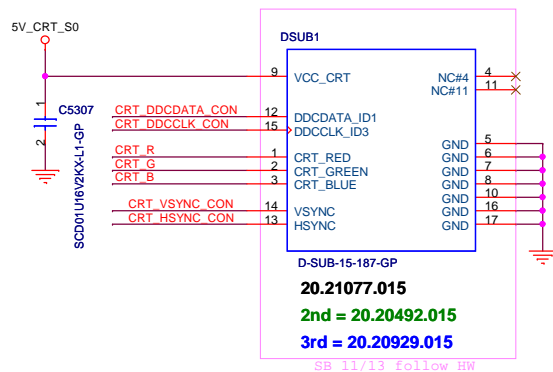 5V_CRT_S0
DSUB1
9 VCC_CRT NC#4 4
NC#11 11
1
C5307
2
SCD01U16V2KX-L1-GP
CRT_DDCDATA_CON 12 DDCDATA_ID1
CRT_DDCCLK_CON 15 DDCCLK_ID3
GND 5
CRT_R 1 CRT_RED GND 6
CRT_G 2 CRT_GREEN GND 7
CRT_B 3 CRT_BLUE GND 8
GND 10
CRT_VSYNC_CON 14 VSYNC GND 16
CRT_HSYNC_CON 13 HSYNC GND 17
D-SUB-15-187-GP
20.21077.015
2nd = 20.20492.015
3rd = 20.20929.015
SB 11/13 follow HW